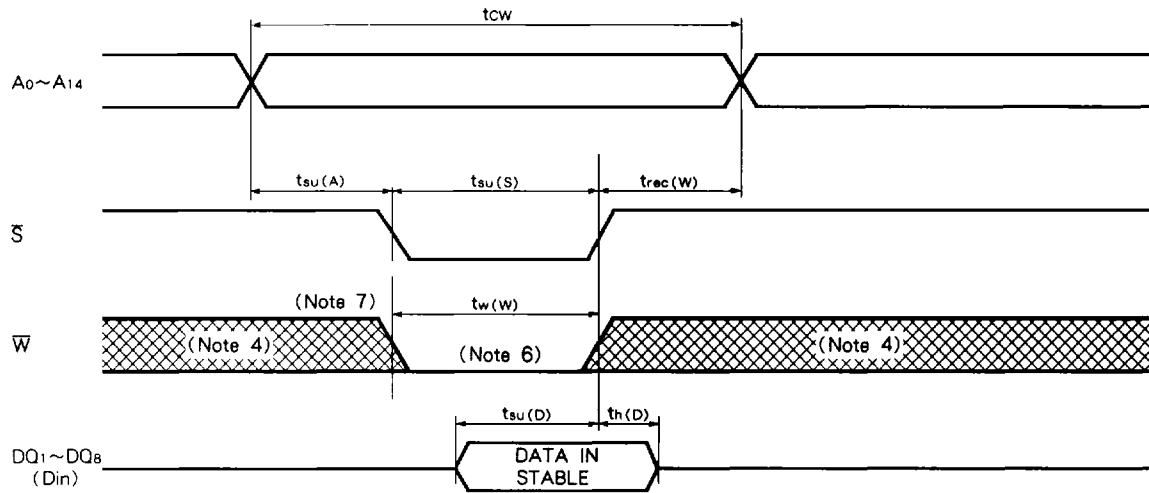 tCW
A0~A14
tsu(A) tsu(S) trec(W)
S̅
(Note 7) tw(W)
W̅ (Note 4) (Note 6) (Note 4)
tsu(D) th(D)
DQ1~DQ8
(Din)
DATA IN
STABLE